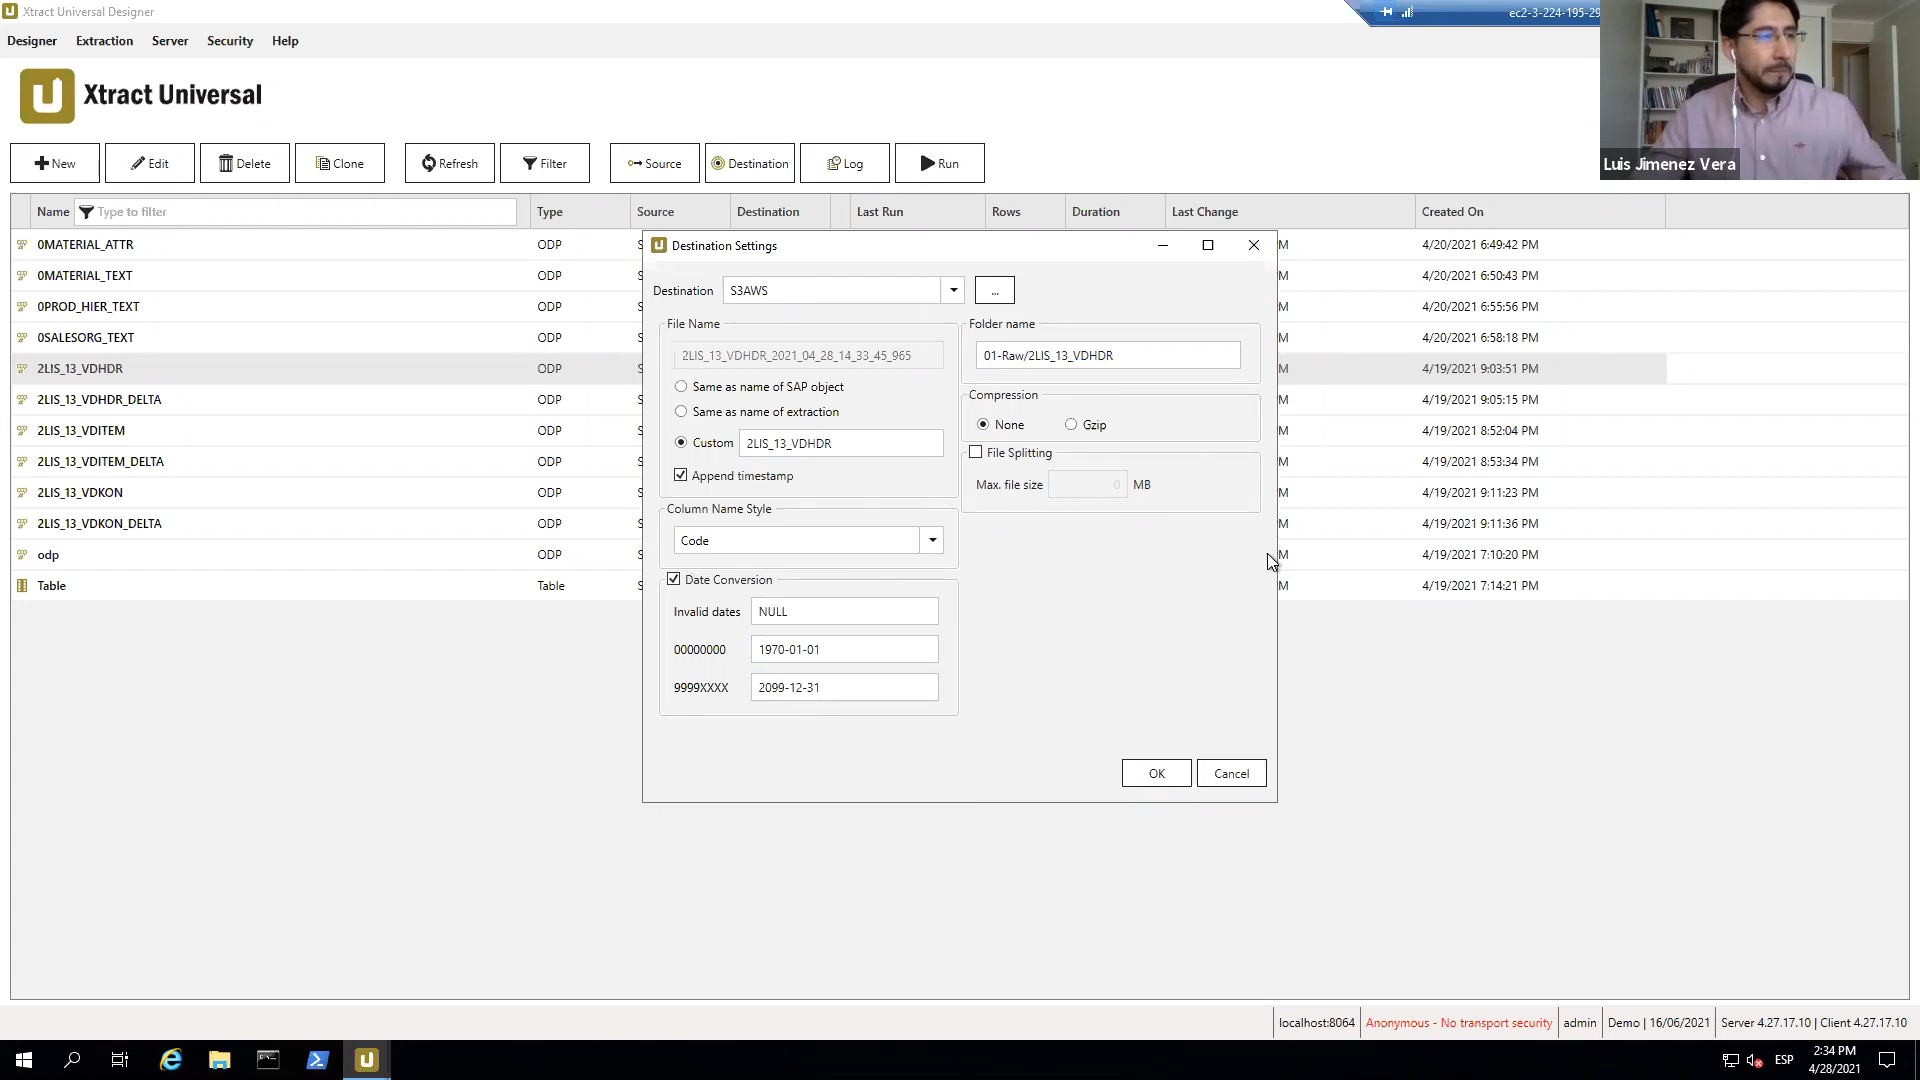 Xtract Universal Designer
ec2-3-224-195-29
Designer Extraction Server Security Help
Xtract Universal
New Edit Delete Clone Refresh Filter Source Destination Log Run
Luis Jimenez Vera
Name Type to filter Type Source Destination Last Run Rows Duration Last Change Created On
0MATERIAL_ATTR ODP S M 4/20/2021 6:49:42 PM
0MATERIAL_TEXT ODP M 4/20/2021 6:50:43 PM
0PROD_HIER_TEXT ODP S M 4/20/2021 6:55:56 PM
0SALESORG_TEXT ODP S M 4/20/2021 6:58:18 PM
2LIS_13_VDHDR ODP S M 4/19/2021 9:03:51 PM
2LIS_13_VDHDR_DELTA ODP S M 4/19/2021 9:05:15 PM
2LIS_13_VDITEM ODP S M 4/19/2021 8:52:04 PM
2LIS_13_VDITEM_DELTA ODP S M 4/19/2021 8:53:34 PM
2LIS_13_VDKON ODP S M 4/19/2021 9:11:23 PM
2LIS_13_VDKON_DELTA ODP S M 4/19/2021 9:11:36 PM
odp ODP S M 4/19/2021 7:10:20 PM
Table Table S M 4/19/2021 7:14:21 PM
Destination Settings
Destination S3AWS ...
File Name
2LIS_13_VDHDR_2021_04_28_14_33_45_965
Same as name of SAP object
Same as name of extraction
Custom 2LIS_13_VDHDR
Append timestamp
Column Name Style
Code
Date Conversion
Invalid dates NULL
00000000 1970-01-01
9999XXXX 2099-12-31
Folder name
01-Raw/2LIS_13_VDHDR
Compression
None Gzip
File Splitting
Max. file size 0 MB
OK Cancel
localhost:8064 Anonymous - No transport security admin Demo | 16/06/2021 Server 4.27.17.10 | Client 4.27.17.10
ESP 2:34 PM
4/28/2021